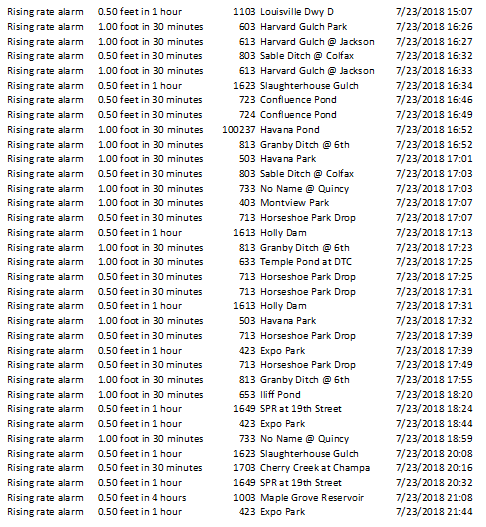 Rising rate alarm 0.50 feet in 1 hour 1103 Louisville Dwy D 7/23/2018 15:07
Rising rate alarm 1.00 foot in 30 minutes 603 Harvard Gulch Park 7/23/2018 16:26
Rising rate alarm 1.00 foot in 30 minutes 613 Harvard Gulch @ Jackson 7/23/2018 16:27
Rising rate alarm 0.50 feet in 30 minutes 803 Sable Ditch @ Colfax 7/23/2018 16:32
Rising rate alarm 1.00 foot in 30 minutes 613 Harvard Gulch @ Jackson 7/23/2018 16:33
Rising rate alarm 0.50 feet in 1 hour 1623 Slaughterhouse Gulch 7/23/2018 16:34
Rising rate alarm 0.50 feet in 30 minutes 723 Confluence Pond 7/23/2018 16:46
Rising rate alarm 0.50 feet in 30 minutes 724 Confluence Pond 7/23/2018 16:49
Rising rate alarm 1.00 foot in 30 minutes 100237 Havana Pond 7/23/2018 16:52
Rising rate alarm 1.00 foot in 30 minutes 813 Granby Ditch @ 6th 7/23/2018 16:52
Rising rate alarm 1.00 foot in 30 minutes 503 Havana Park 7/23/2018 17:01
Rising rate alarm 0.50 feet in 30 minutes 803 Sable Ditch @ Colfax 7/23/2018 17:03
Rising rate alarm 1.00 foot in 30 minutes 733 No Name @ Quincy 7/23/2018 17:03
Rising rate alarm 1.00 foot in 30 minutes 403 Montview Park 7/23/2018 17:07
Rising rate alarm 0.50 feet in 30 minutes 713 Horseshoe Park Drop 7/23/2018 17:07
Rising rate alarm 0.50 feet in 1 hour 1613 Holly Dam 7/23/2018 17:13
Rising rate alarm 1.00 foot in 30 minutes 813 Granby Ditch @ 6th 7/23/2018 17:23
Rising rate alarm 1.00 foot in 30 minutes 633 Temple Pond at DTC 7/23/2018 17:25
Rising rate alarm 0.50 feet in 30 minutes 713 Horseshoe Park Drop 7/23/2018 17:25
Rising rate alarm 0.50 feet in 30 minutes 713 Horseshoe Park Drop 7/23/2018 17:31
Rising rate alarm 0.50 feet in 1 hour 1613 Holly Dam 7/23/2018 17:31
Rising rate alarm 1.00 foot in 30 minutes 503 Havana Park 7/23/2018 17:32
Rising rate alarm 0.50 feet in 30 minutes 713 Horseshoe Park Drop 7/23/2018 17:39
Rising rate alarm 0.50 feet in 1 hour 423 Expo Park 7/23/2018 17:39
Rising rate alarm 0.50 feet in 30 minutes 713 Horseshoe Park Drop 7/23/2018 17:49
Rising rate alarm 1.00 foot in 30 minutes 813 Granby Ditch @ 6th 7/23/2018 17:55
Rising rate alarm 1.00 foot in 30 minutes 653 Iliff Pond 7/23/2018 18:20
Rising rate alarm 0.50 feet in 1 hour 1649 SPR at 19th Street 7/23/2018 18:24
Rising rate alarm 0.50 feet in 1 hour 423 Expo Park 7/23/2018 18:44
Rising rate alarm 1.00 foot in 30 minutes 733 No Name @ Quincy 7/23/2018 18:59
Rising rate alarm 0.50 feet in 1 hour 1623 Slaughterhouse Gulch 7/23/2018 20:08
Rising rate alarm 0.50 feet in 30 minutes 1703 Cherry Creek at Champa 7/23/2018 20:16
Rising rate alarm 0.50 feet in 1 hour 1649 SPR at 19th Street 7/23/2018 20:32
Rising rate alarm 0.50 feet in 4 hours 1003 Maple Grove Reservoir 7/23/2018 21:08
Rising rate alarm 0.50 feet in 1 hour 423 Expo Park 7/23/2018 21:44